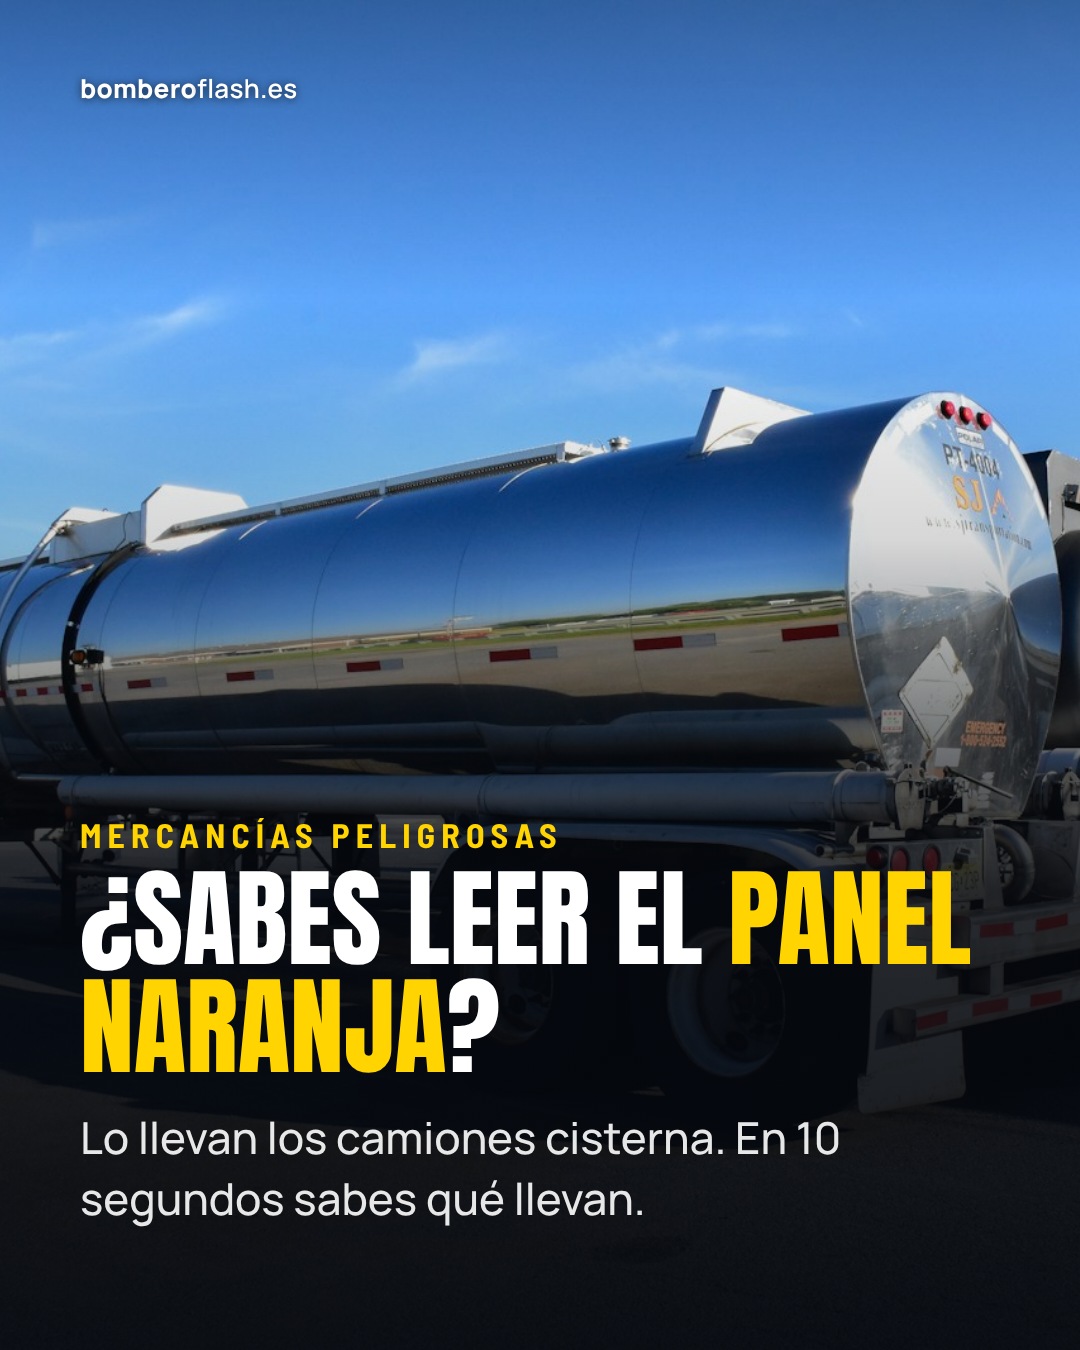 bomberoflash.es
POLAR
PT-4004
SJ
EMERGENCY
MERCANCÍAS PELIGROSAS
¿SABES LEER EL PANEL
NARANJA?
Lo llevan los camiones cisterna. En 10
segundos sabes qué llevan.